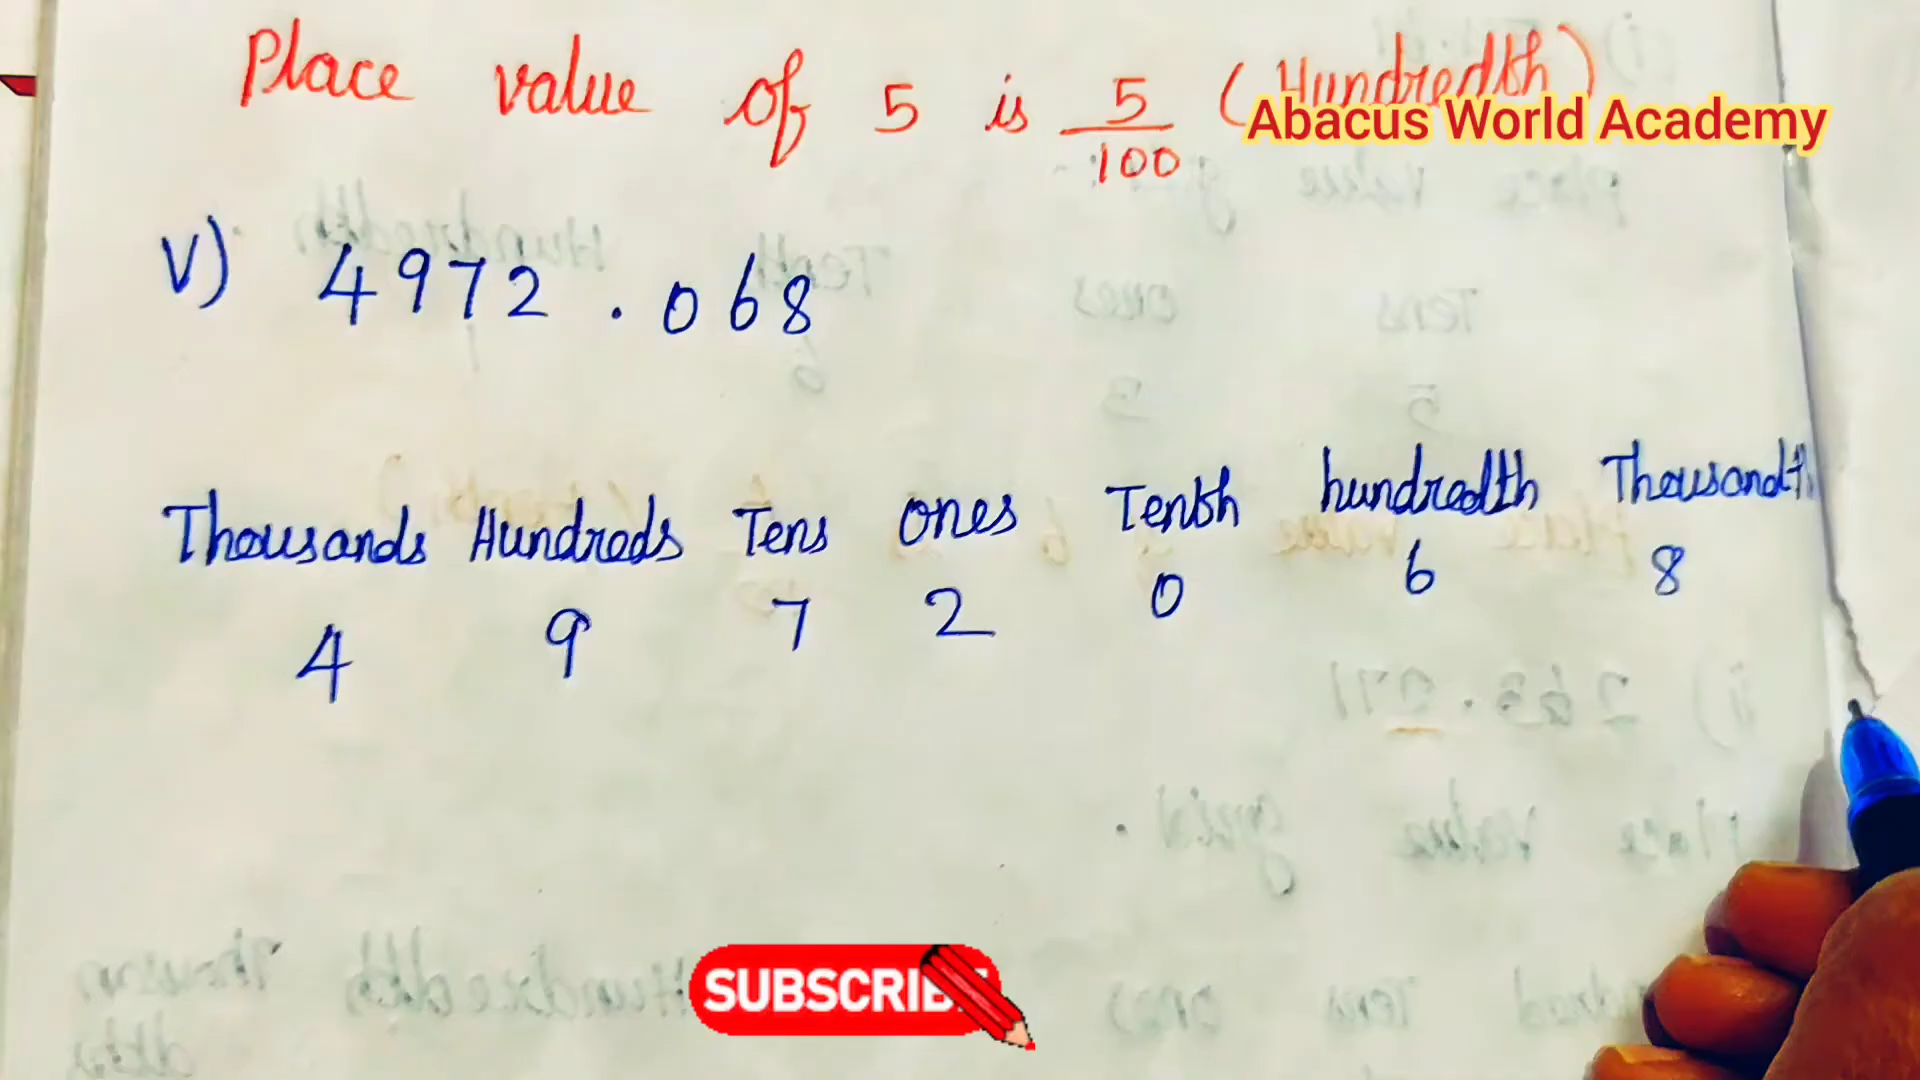 Place value of 5 is 5/100 (Hundredth)
Abacus World Academy
V) 4972.068
Thousands Hundreds Tens ones Tenth hundredth Thousandth
4 9 7 2 0 6 8
SUBSCRIBE